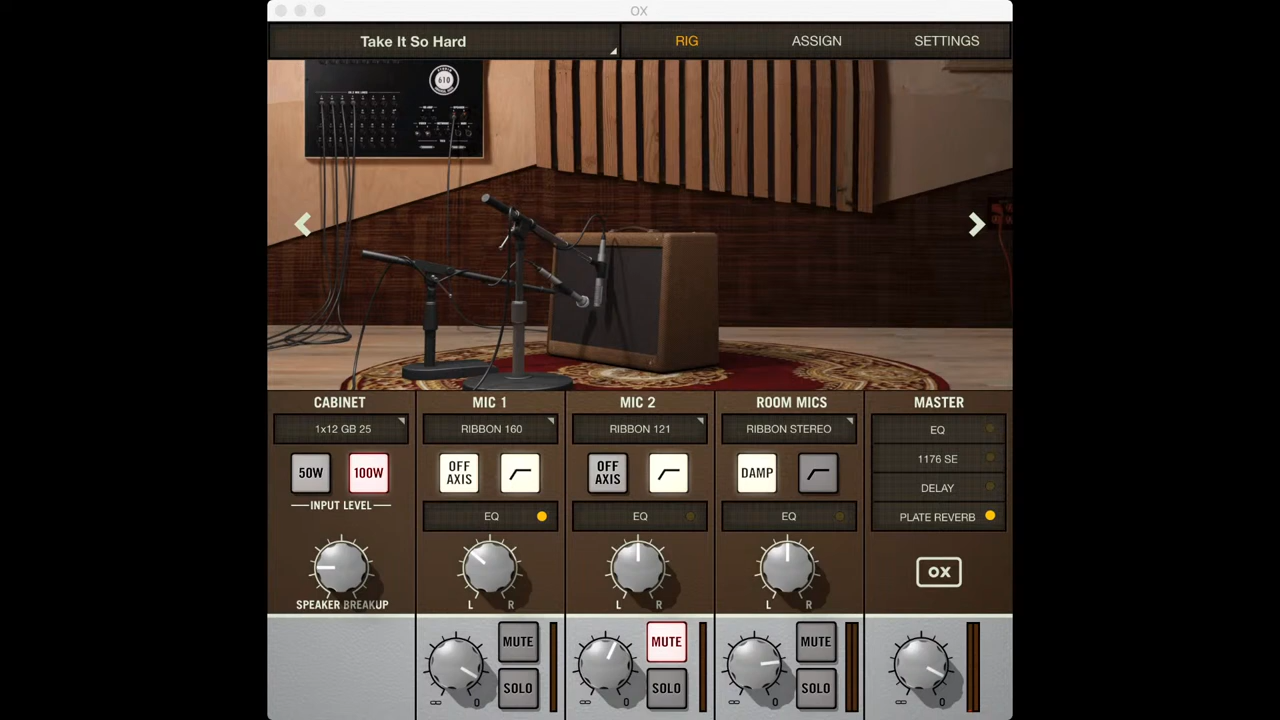 OX
Take It So Hard
RIG
ASSIGN
SETTINGS
610
CABINET
MIC 1
MIC 2
ROOM MICS
MASTER
1x12 GB 25
RIBBON 160
RIBBON 121
RIBBON STEREO
EQ
1176 SE
DELAY
PLATE REVERB
50W
100W
INPUT LEVEL
OFF AXIS
OFF AXIS
DAMP
EQ
EQ
EQ
OX
SPEAKER BREAKUP
L R
L R
L R
MUTE
MUTE
MUTE
SOLO
SOLO
SOLO
∞ 0
∞ 0
∞ 0
∞ 0